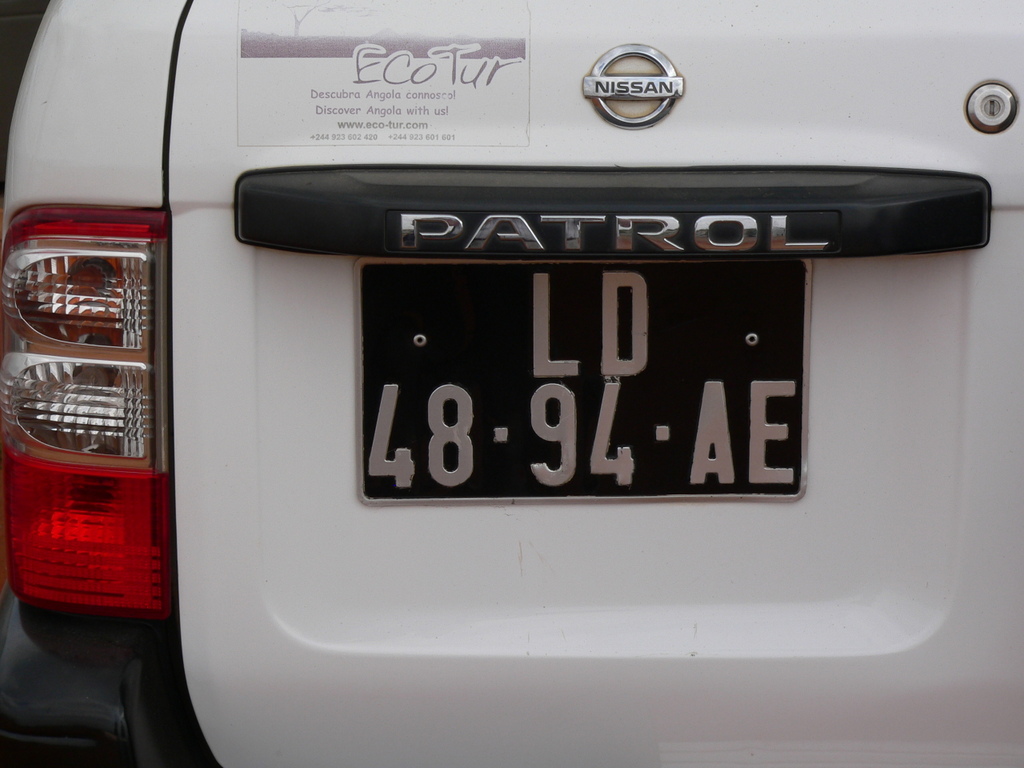 ECoTur
Descubra Angola connosco!
Discover Angola with us!
www.eco-tur.com
+244 923 602 420 +244 923 601 601
NISSAN
PATROL
LD
48·94·AE